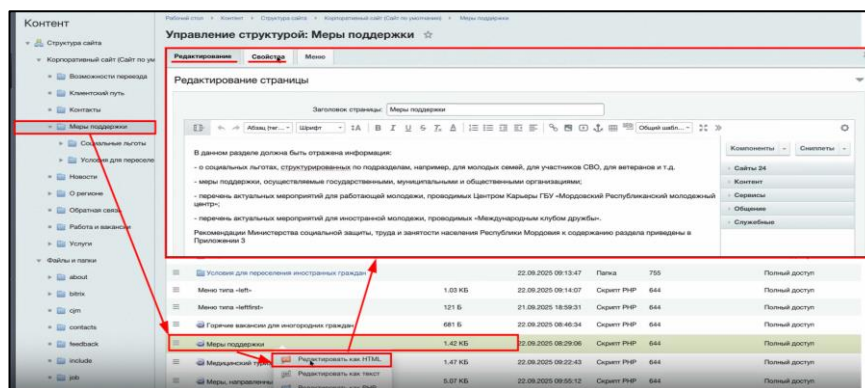 Контент
Структура сайта
Корпоративный сайт (Сайт по ум
Возможности переезда
Клиентский путь
Контакты
Меры поддержки
Социальные льготы
Условия для переселе
Новости
О регионе
Обратная связь
Работа и вакансии
Услуги
Файлы и папки
about
bitrix
cjm
contacts
feedback
include
job
Рабочий стол Контент Структура сайта Корпоративный сайт (Сайт по умолчанию) Меры поддержки
Управление структурой: Меры поддержки
Редактирование Свойства Меню
Редактирование страницы
Заголовок страницы: Меры поддержки
Абзац (тег... Шрифт Общий шабл...
В данном разделе должна быть отражена информация:
- о социальных льготах, структурированных по подразделам, например, для молодых семей, для участников СВО, для ветеранов и т.д.
- меры поддержки, осуществляемые государственными, муниципальными и общественными организациями;
- перечень актуальных мероприятий для работающей молодежи, проводимых Центром Карьеры ГБУ «Мордовский Республиканский молодежный
центр»;
- перечень актуальных мероприятий для иностранной молодежи, проводимых «Международным клубом дружбы».
Рекомендации Министерства социальной защиты, труда и занятости населения Республики Мордовия к содержанию раздела приведены в
Приложении 3
Компоненты Сниппеты
Сайты 24
Контент
Сервисы
Общение
Служебные
Условия для переселения иностранных граждан 22.09.2025 09:13:47 Папка 755 Полный доступ
Меню типа «left» 1.03 КБ 22.09.2025 09:14:07 Скрипт PHP 644 Полный доступ
Меню типа «leftfirst» 121 Б 21.09.2025 18:59:31 Скрипт PHP 644 Полный доступ
Горячие вакансии для иногородних граждан 681 Б 22.09.2025 08:46:34 Скрипт PHP 644 Полный доступ
Меры поддержки 1.42 КБ 22.09.2025 08:29:06 Скрипт PHP 644 Полный доступ
Медицинский 1.47 КБ 22.09.2025 09:22:43 Скрипт PHP 644 Полный доступ
Меры, направленны 5.07 КБ 22.09.2025 09:55:12 Скрипт PHP 644 Полный доступ
Редактировать как HTML
Редактировать как текст
Редактировать как PHP